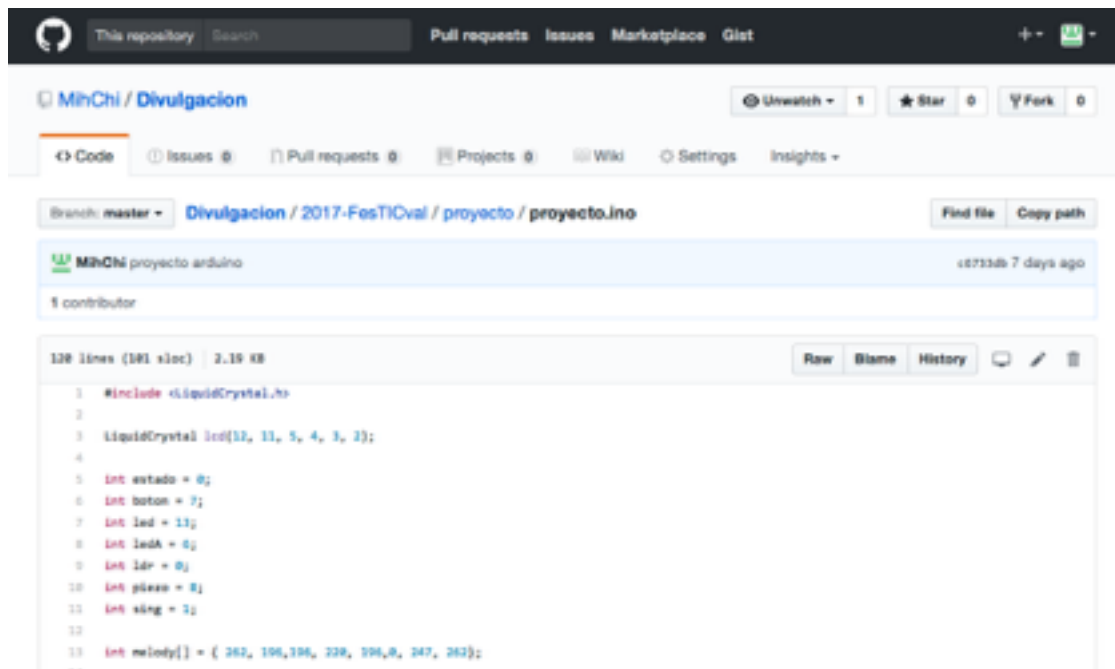 This repository Search Pull requests Issues Marketplace Gist
MihChi / Divulgacion Unwatch 1 Star 0 Fork 0
Code Issues 0 Pull requests 0 Projects 0 Wiki Settings Insights
Branch: master Divulgacion / 2017-FesTICval / proyecto / proyecto.ino Find file Copy path
MihChi proyecto arduino 7 days ago
1 contributor
120 lines (101 sloc) 2.19 KB Raw Blame History
1 #include <LiquidCrystal.h>
2
3 LiquidCrystal lcd(12, 11, 5, 4, 3, 2);
4
5 int estado = 0;
6 int boton = 7;
7 int led = 13;
8 int ledA = 6;
9 int ldr = 0;
10 int piezo = 8;
11 int sing = 1;
12
13 int melody[] = { 262, 196,196, 220, 196,0, 247, 262};